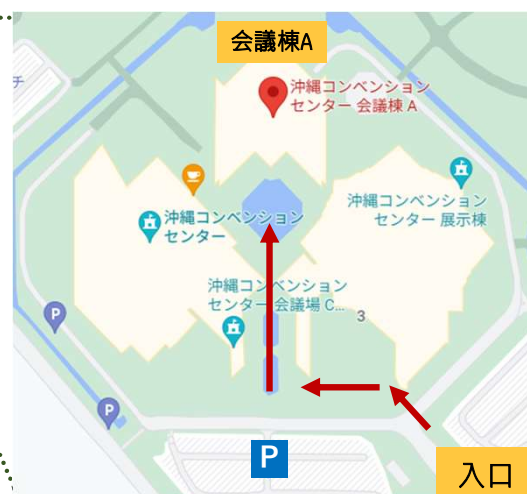 会議棟A
チ
沖縄コンベンション
センター 会議棟 A
沖縄コンベンション
センター 展示棟
沖縄コンベンション
センター
沖縄コンベンション
センター 会議場 C...
3
P
P
P
入口